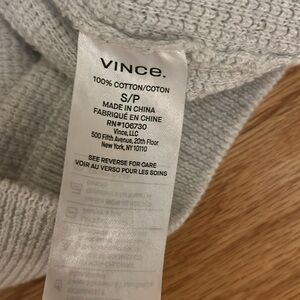 VINCE.
100% COTTON/COTON
S/P
MADE IN CHINA
FABRIQUÉ EN CHINE
RN#106730
Vince, LLC
500 Fifth Avenue, 20th Floor
New York, NY 10110
SEE REVERSE FOR CARE
VOIR AU VERSO POUR LES SOINS